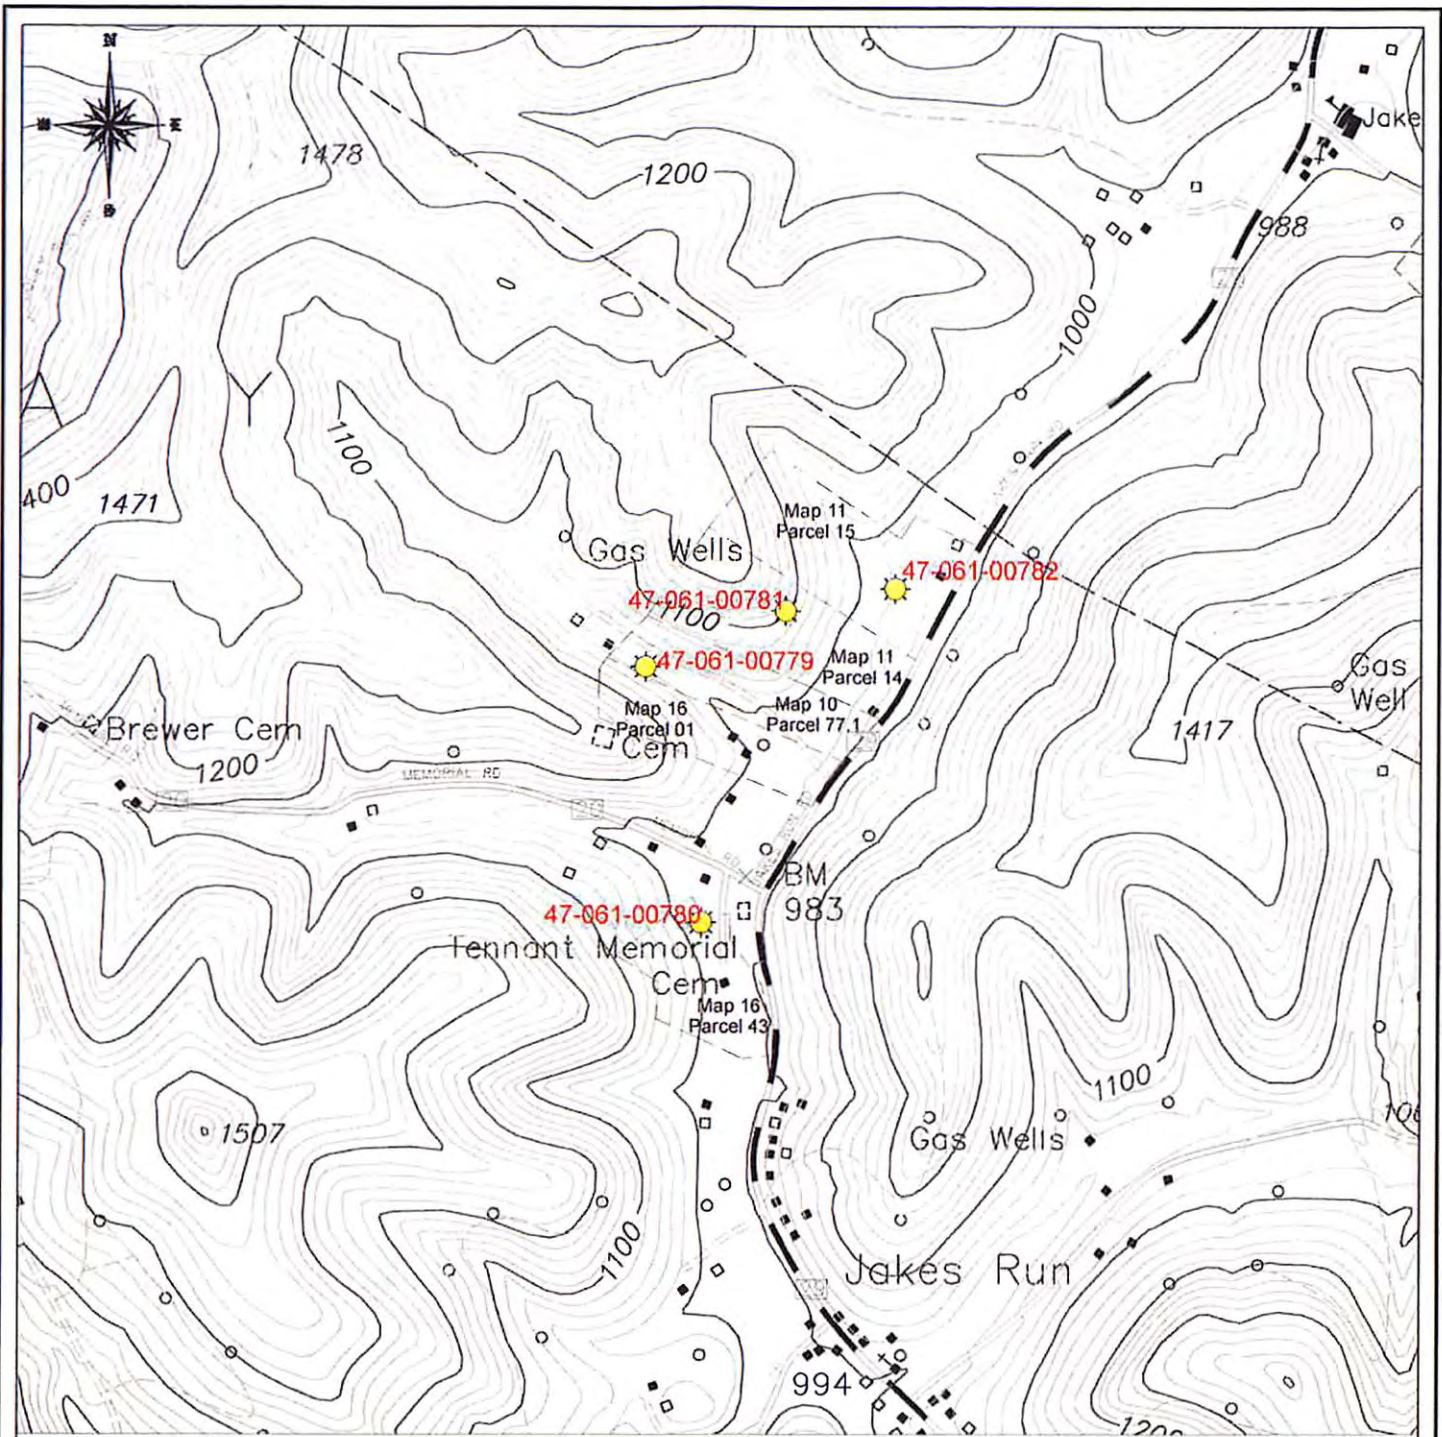 N
Jake
1478
1200
988
1000
1100
400
1471
Map 11
Parcel 15
Gas Wells
47-061-00782
47-061-00781
1100
47-061-00779
Map 11
Parcel 14
Gas
Well
Map 16
Parcel 01
Map 10
Parcel 77.1
1417
Brewer Cem
Cem
1200
MEMORIAL RD
BM
983
47-061-00780
Tennant Memorial
Cem
Map 16
Parcel 43
1100
1507
Gas Wells
1100
Jakes Run
994